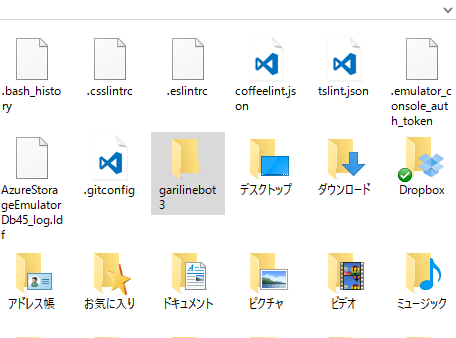 .bash_history
.csslintrc
.eslintrc
coffeelint.json
tslint.json
.emulator_console_auth_token
AzureStorageEmulatorDb45_log.ldf
.gitconfig
garilinebot3
デスクトップ
ダウンロード
Dropbox
アドレス帳
お気に入り
ドキュメント
ピクチャ
ビデオ
ミュージック